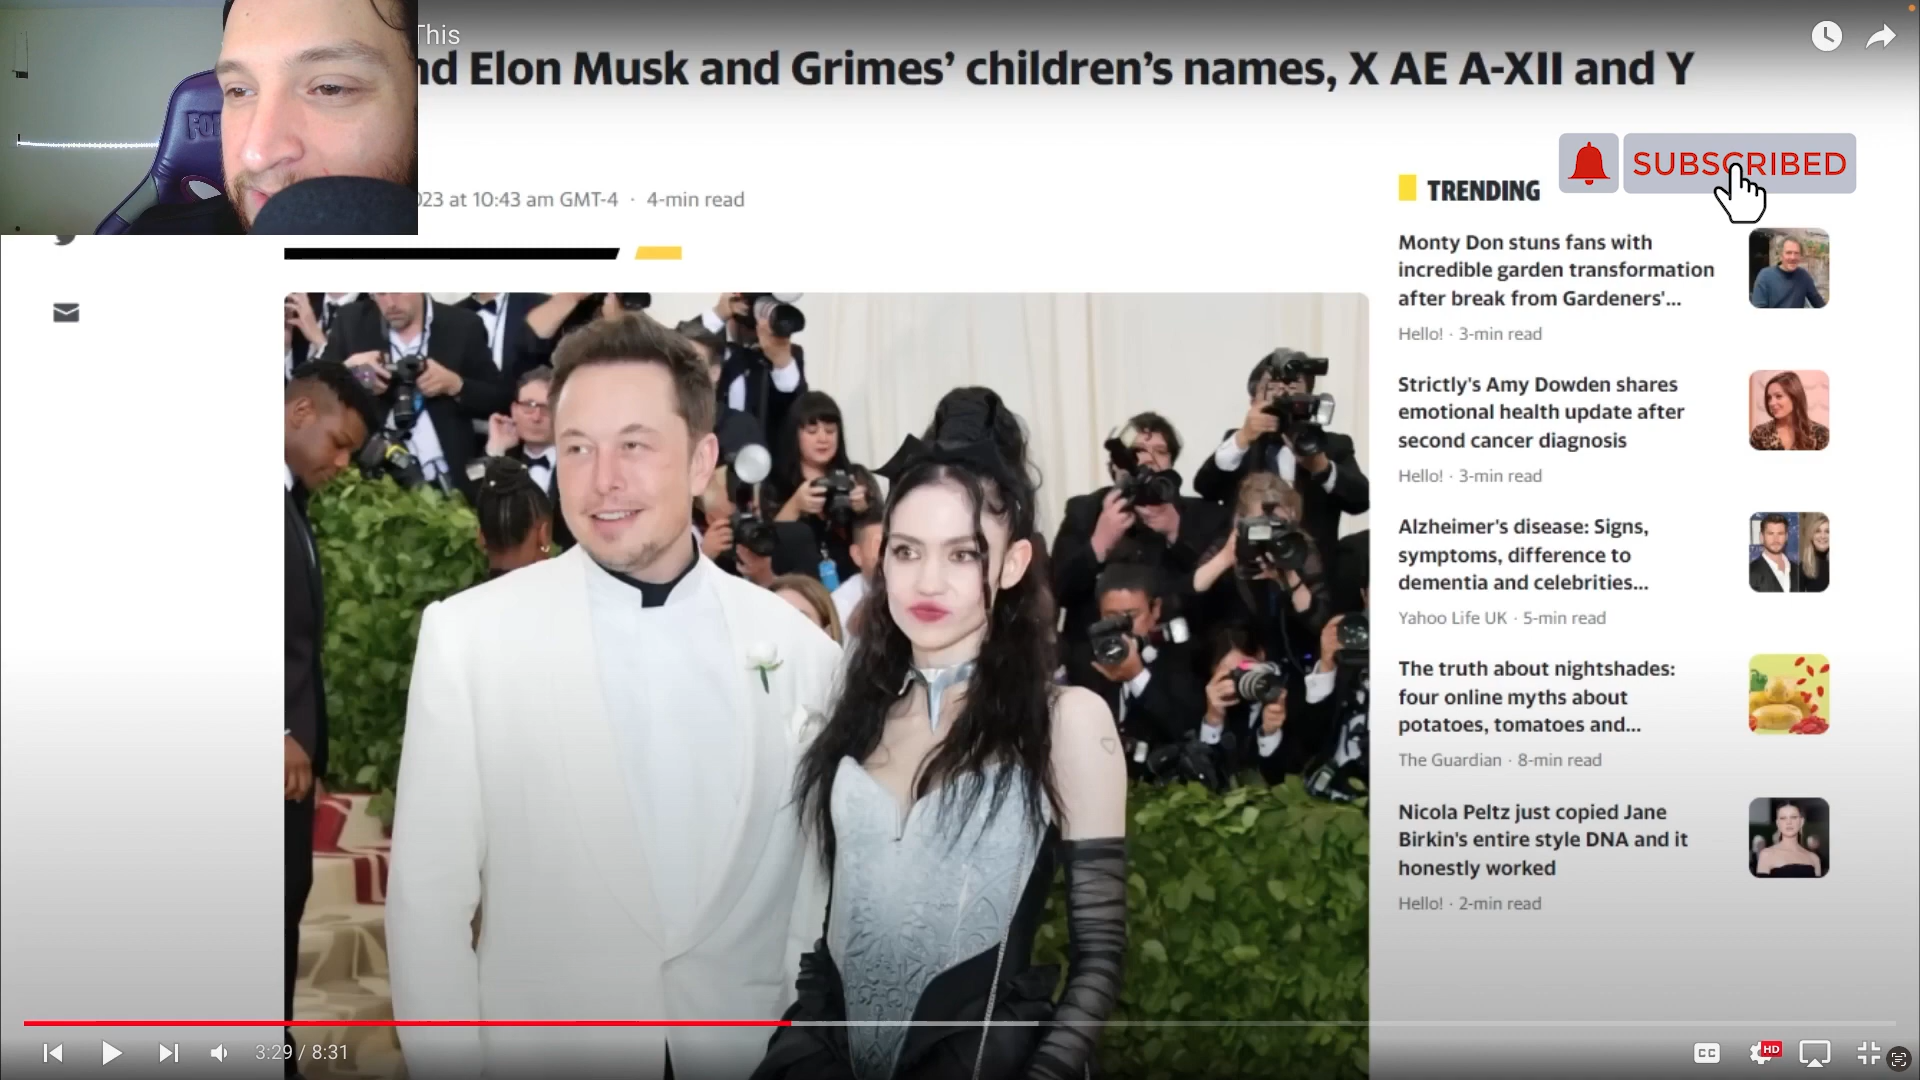 This
nd Elon Musk and Grimes’ children’s names, X AE A-XII and Y
023 at 10:43 am GMT-4 · 4-min read
SUBSCRIBED
TRENDING
Monty Don stuns fans with
incredible garden transformation
after break from Gardeners'...
Hello! · 3-min read
Strictly's Amy Dowden shares
emotional health update after
second cancer diagnosis
Hello! · 3-min read
Alzheimer's disease: Signs,
symptoms, difference to
dementia and celebrities...
Yahoo Life UK · 5-min read
The truth about nightshades:
four online myths about
potatoes, tomatoes and...
The Guardian · 8-min read
Nicola Peltz just copied Jane
Birkin's entire style DNA and it
honestly worked
Hello! · 2-min read
3:29 / 8:31
CC
HD